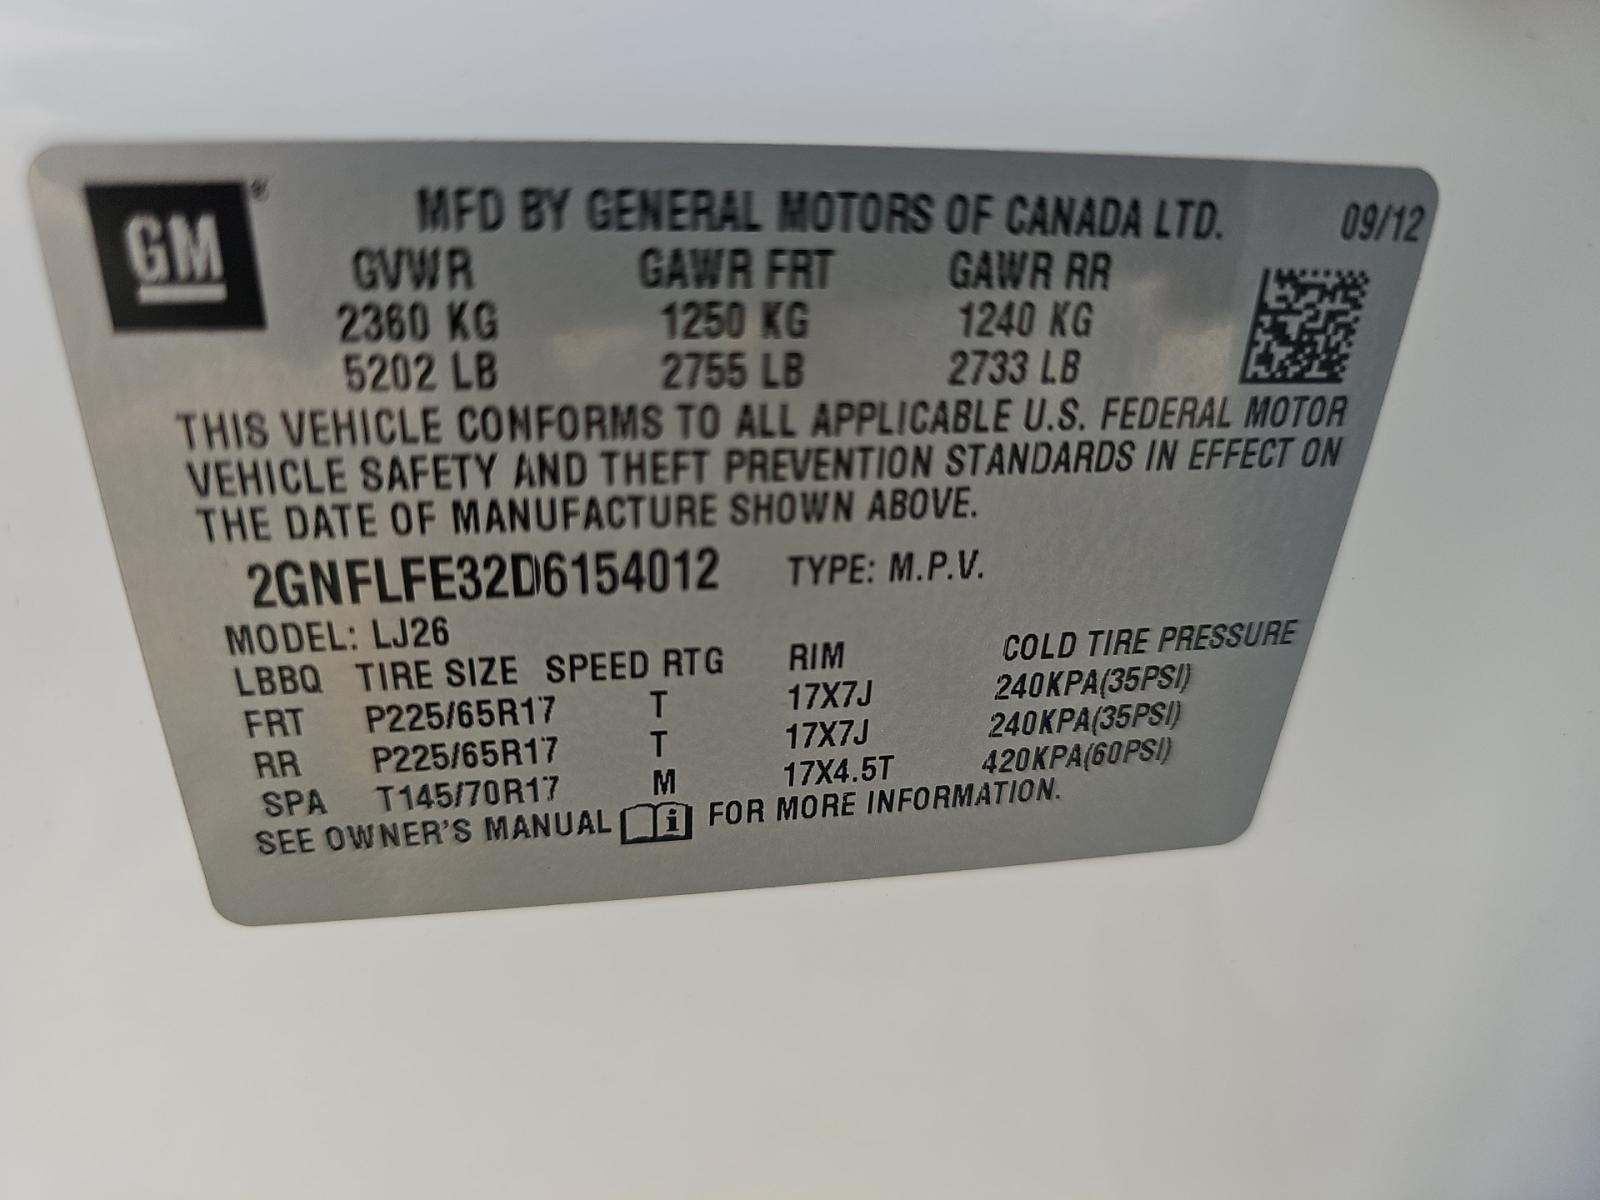 GM ® MFD BY GENERAL MOTORS OF CANADA LTD. 09/12
GVWR GAWR FRT GAWR RR
2360 KG 1250 KG 1240 KG
5202 LB 2755 LB 2733 LB
THIS VEHICLE CONFORMS TO ALL APPLICABLE U.S. FEDERAL MOTOR
VEHICLE SAFETY AND THEFT PREVENTION STANDARDS IN EFFECT ON
THE DATE OF MANUFACTURE SHOWN ABOVE.
2GNFLFE32D6154012 TYPE: M.P.V.
MODEL: LJ26
LBBQ TIRE SIZE SPEED RTG RIM COLD TIRE PRESSURE
FRT P225/65R17 T 17X7J 240KPA(35PSI)
RR P225/65R17 T 17X7J 240KPA(35PSI)
SPA T145/70R17 M 17X4.5T 420KPA(60PSI)
SEE OWNER'S MANUAL i FOR MORE INFORMATION.